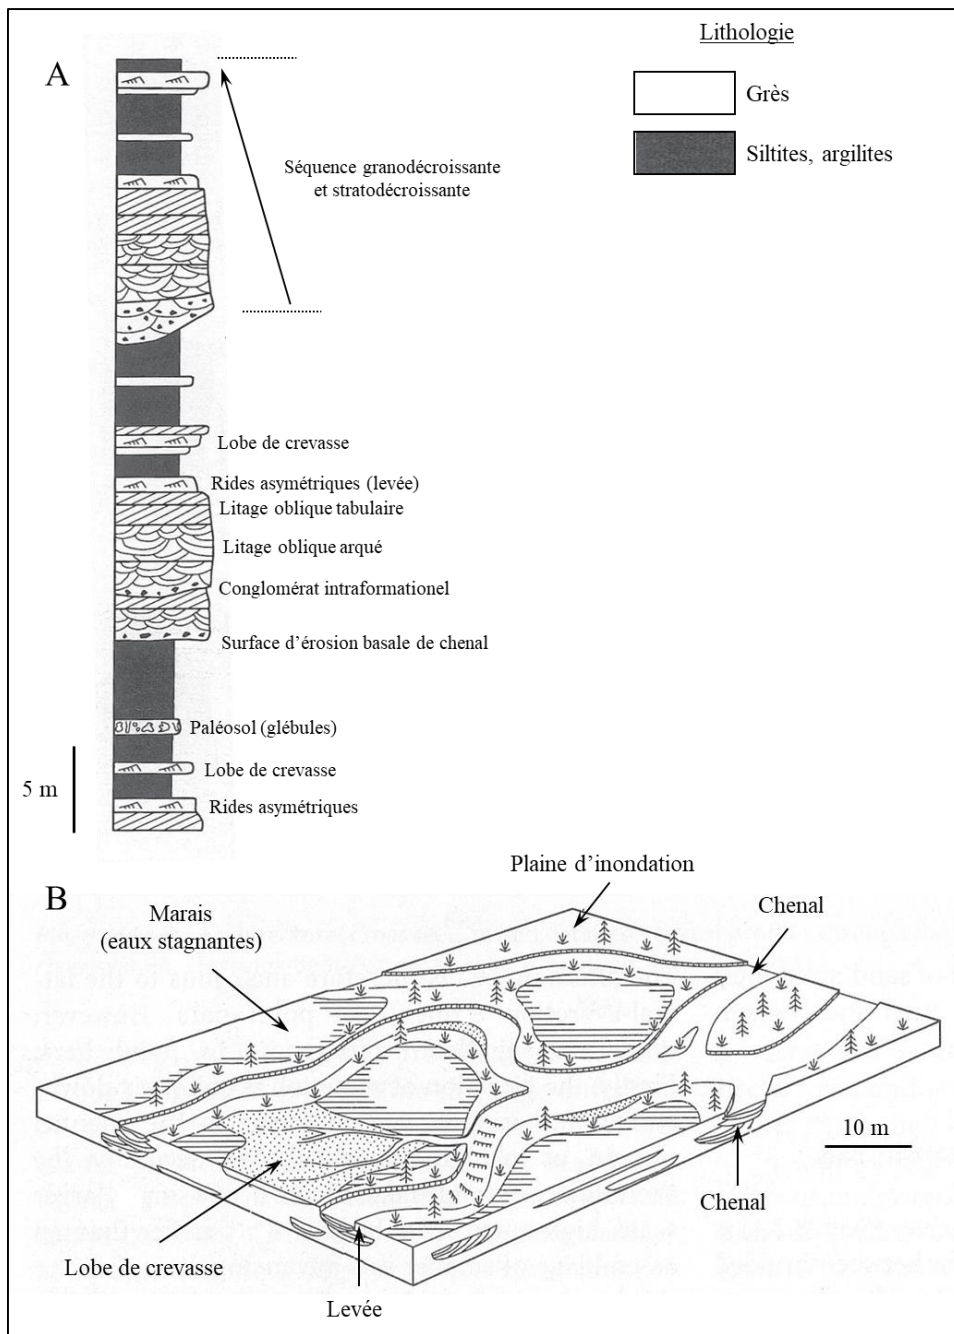 Lithologie
A
Grès
Siltites, argilites
Séquence granodécroissante
et stratodécroissante
Lobe de crevasse
Rides asymétriques (levée)
Litage oblique tabulaire
Litage oblique arqué
Conglomérat intraformationel
Surface d’érosion basale de chenal
Paléosol (glébules)
Lobe de crevasse
5 m
Rides asymétriques
B
Plaine d’inondation
Marais
(eaux stagnantes)
Chenal
10 m
Chenal
Lobe de crevasse
Levée